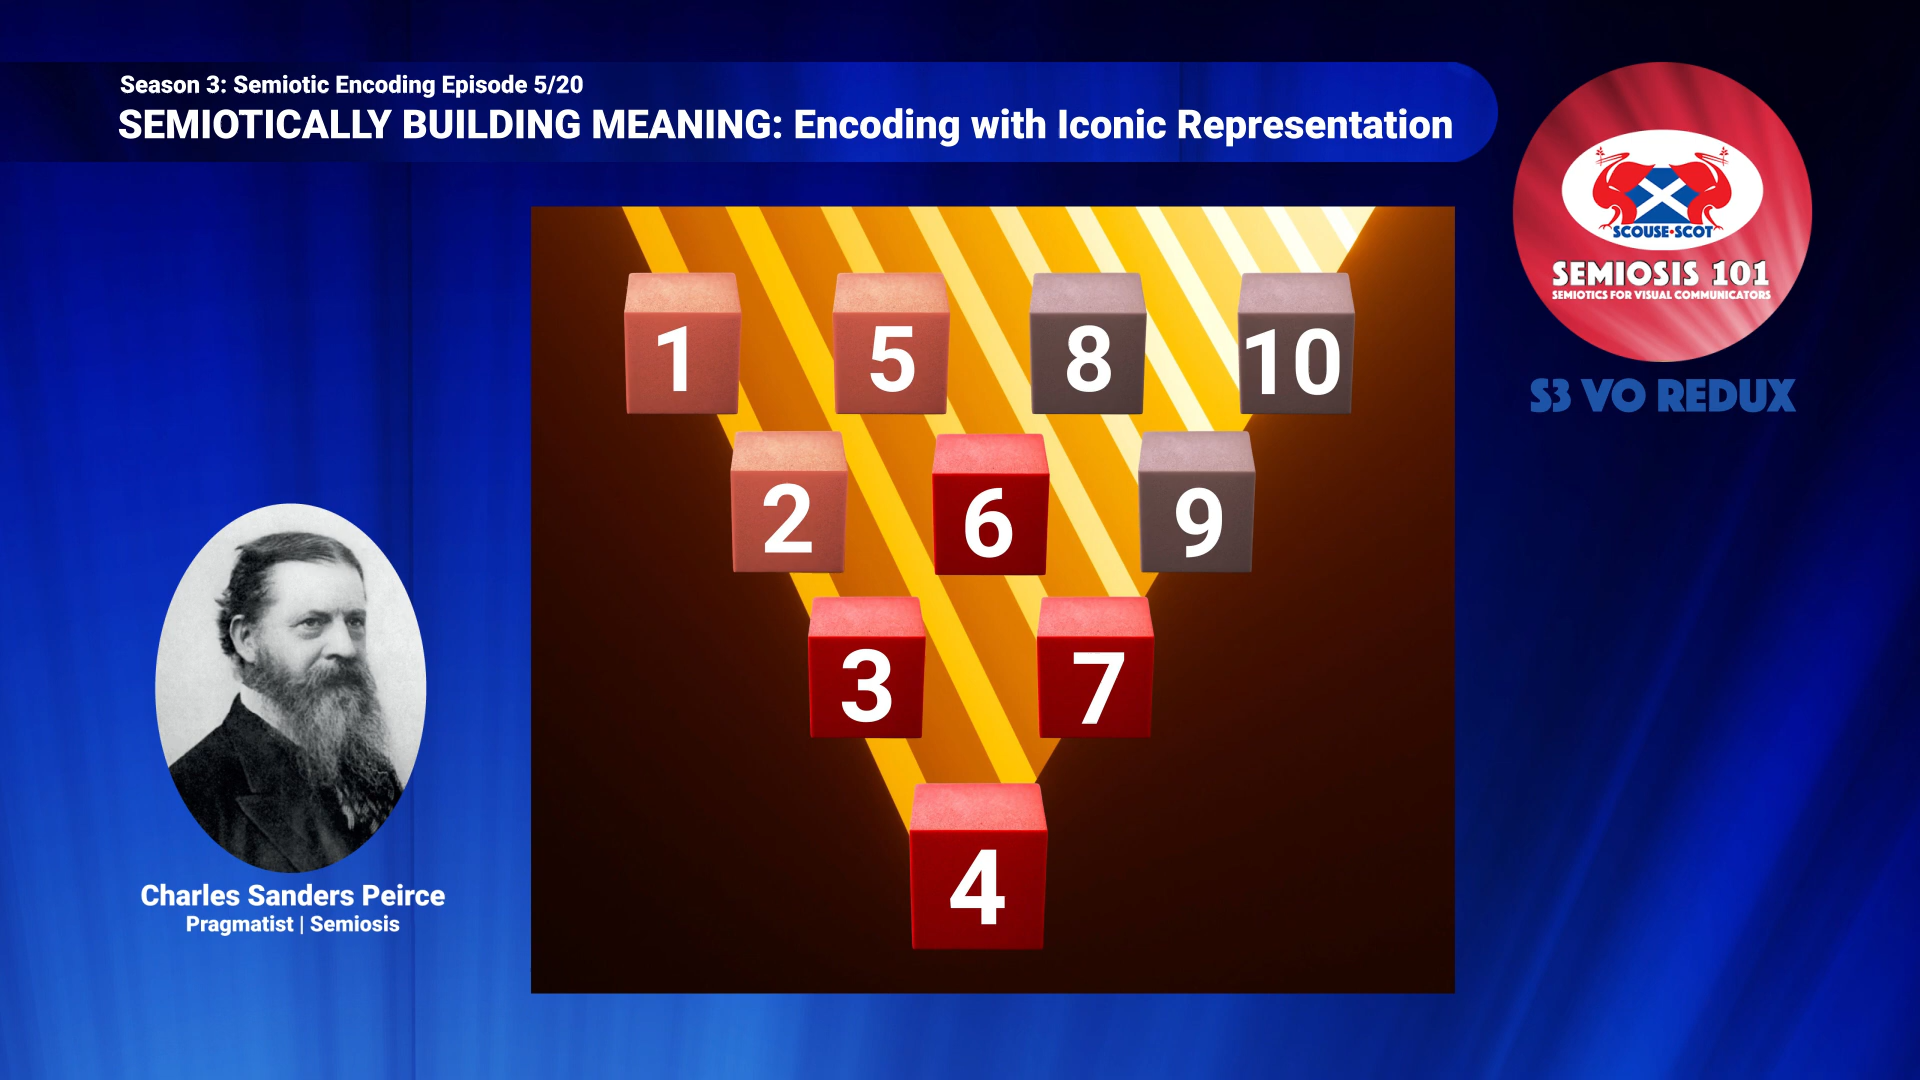 Season 3: Semiotic Encoding Episode 5/20
SEMIOTICALLY BUILDING MEANING: Encoding with Iconic Representation
SCOUSE•SCOT
SEMIOSIS 101
SEMIOTICS FOR VISUAL COMMUNICATORS
S3 VO REDUX
1 5 8 10
2 6 9
3 7
4
Charles Sanders Peirce
Pragmatist | Semiosis